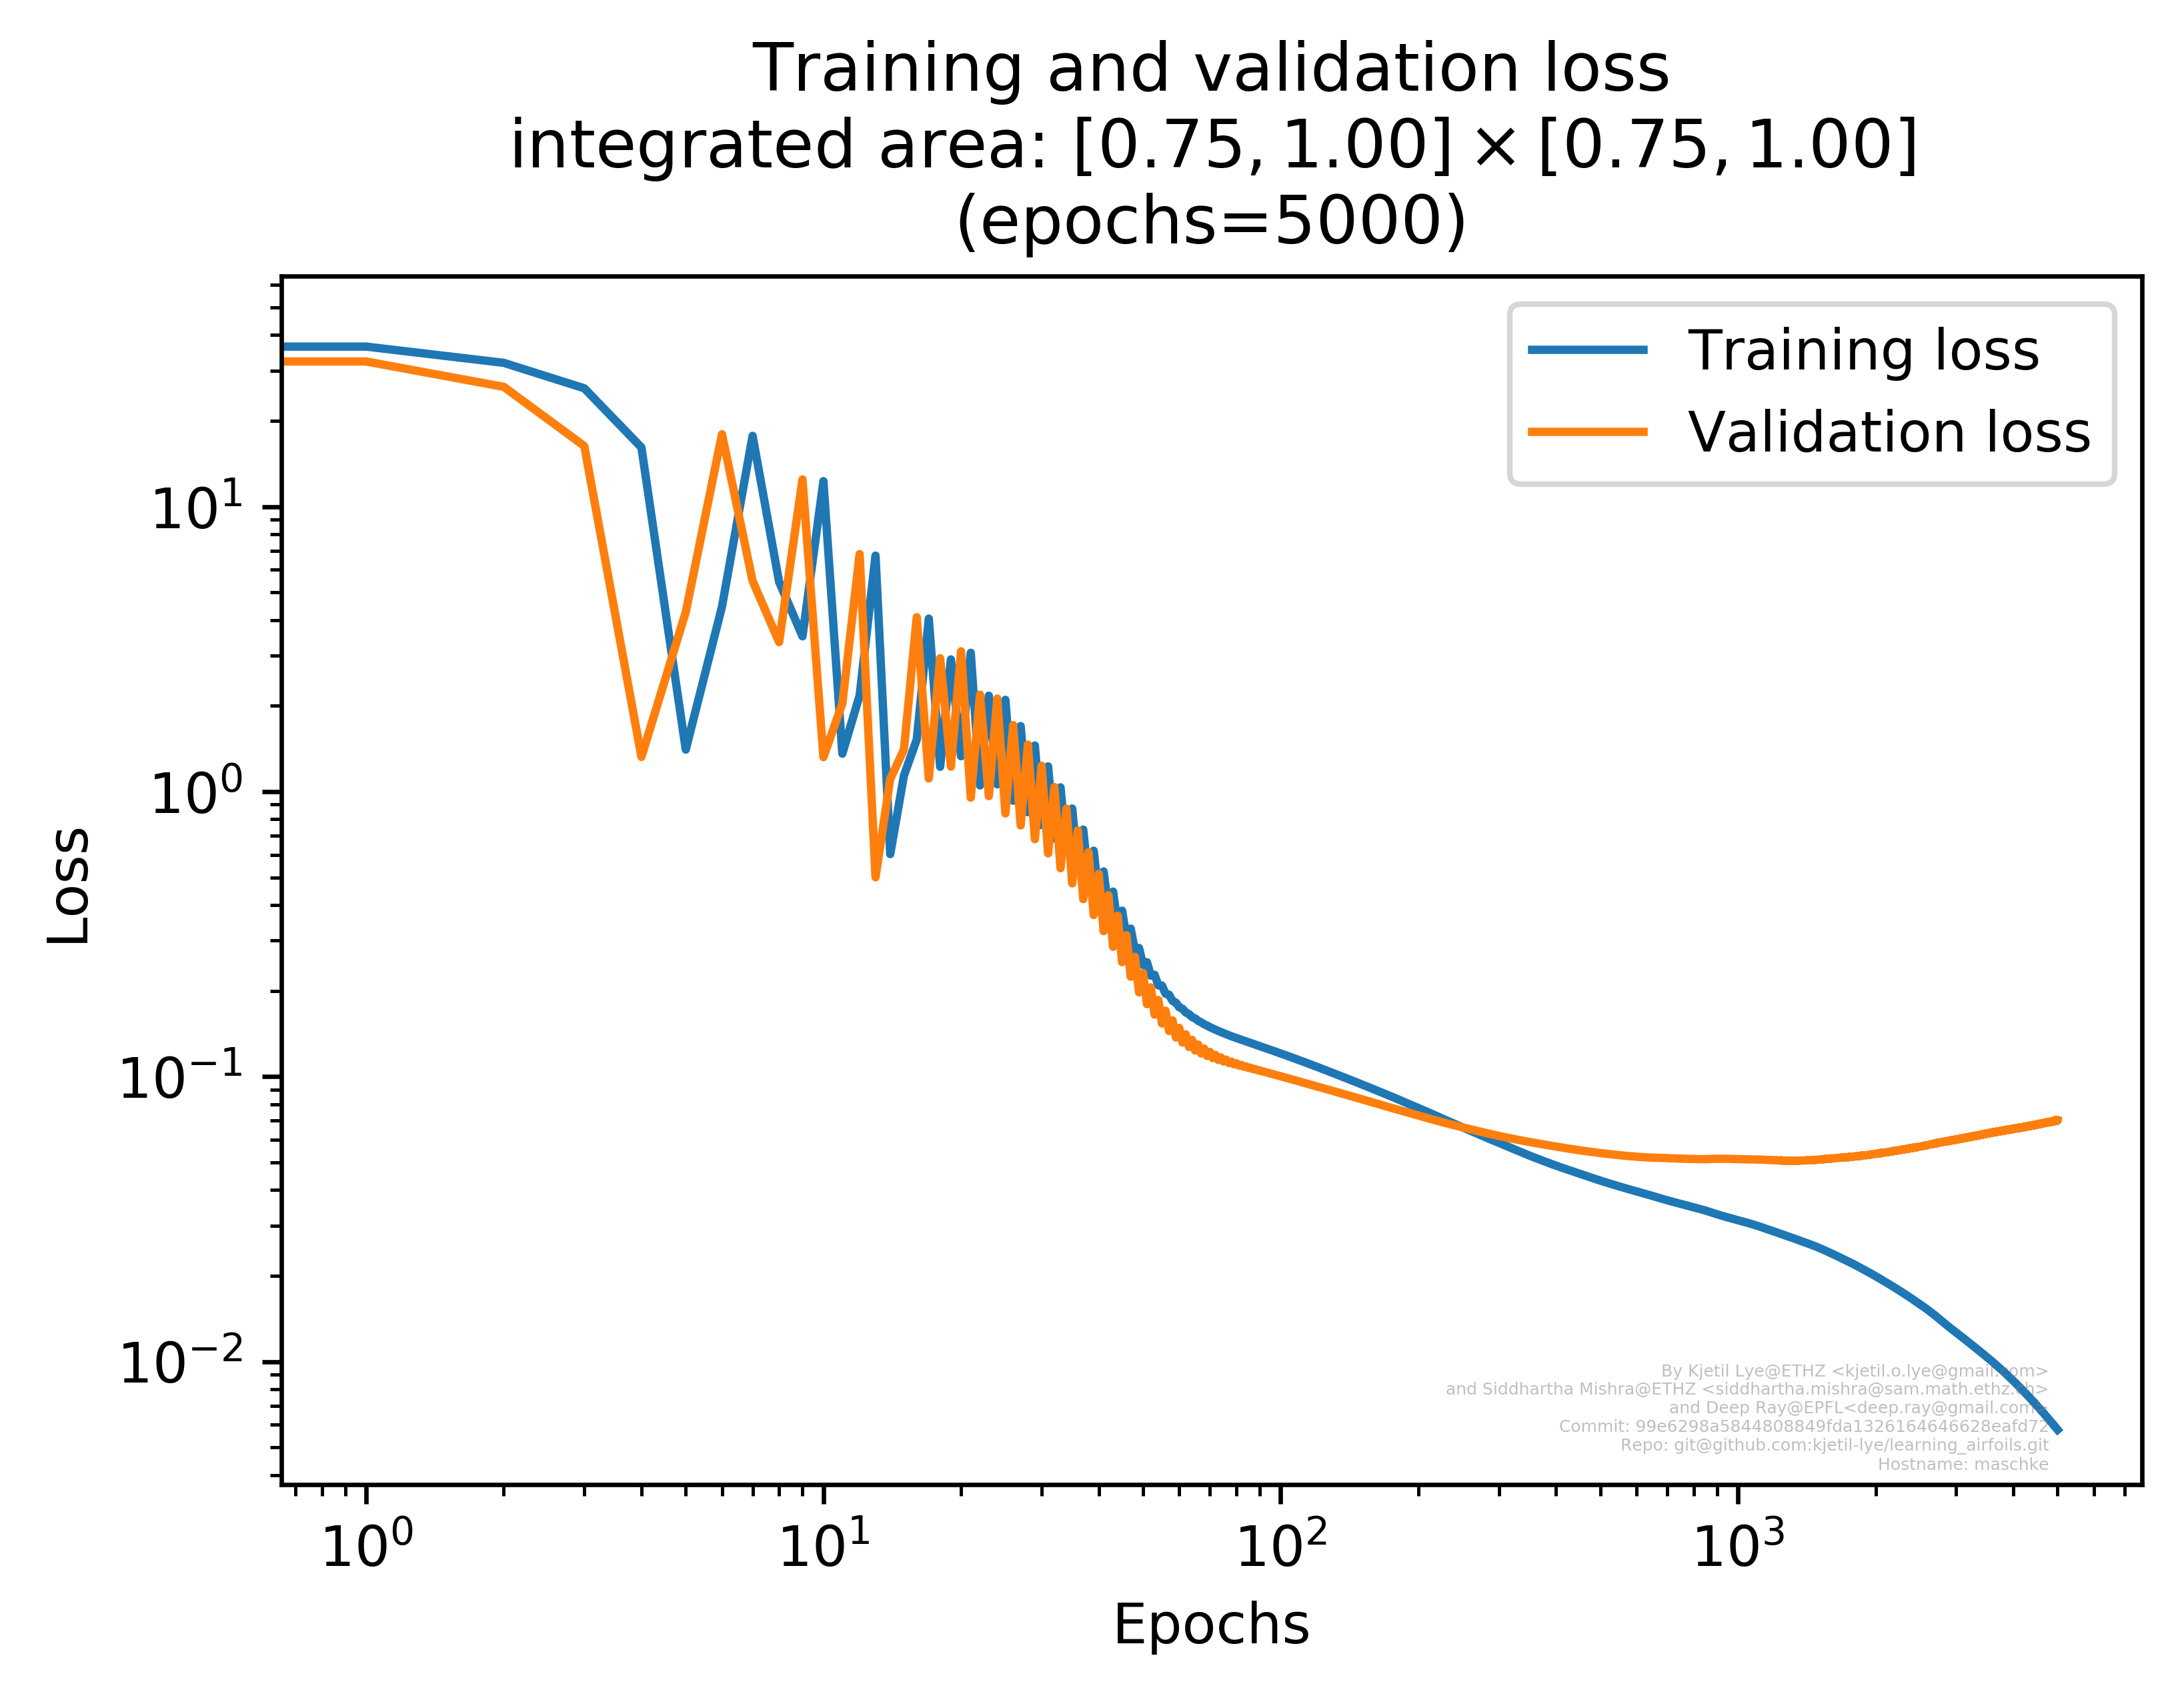 Training and validation loss
integrated area: [0.75, 1.00] × [0.75, 1.00]
(epochs=5000)
Training loss
Validation loss
10¹
10⁰
10⁻¹
10⁻²
Loss
10⁰ 10¹ 10² 10³
Epochs
By Kjetil Lye@ETHZ <kjetil.o.lye@gmail.com>
and Siddhartha Mishra@ETHZ <siddhartha.mishra@sam.math.ethz.ch>
and Deep Ray@EPFL<deep.ray@gmail.com>
Commit: 99e6298a5844808849fda1326164646628eafd72
Repo: git@github.com:kjetil-lye/learning_airfoils.git
Hostname: maschke